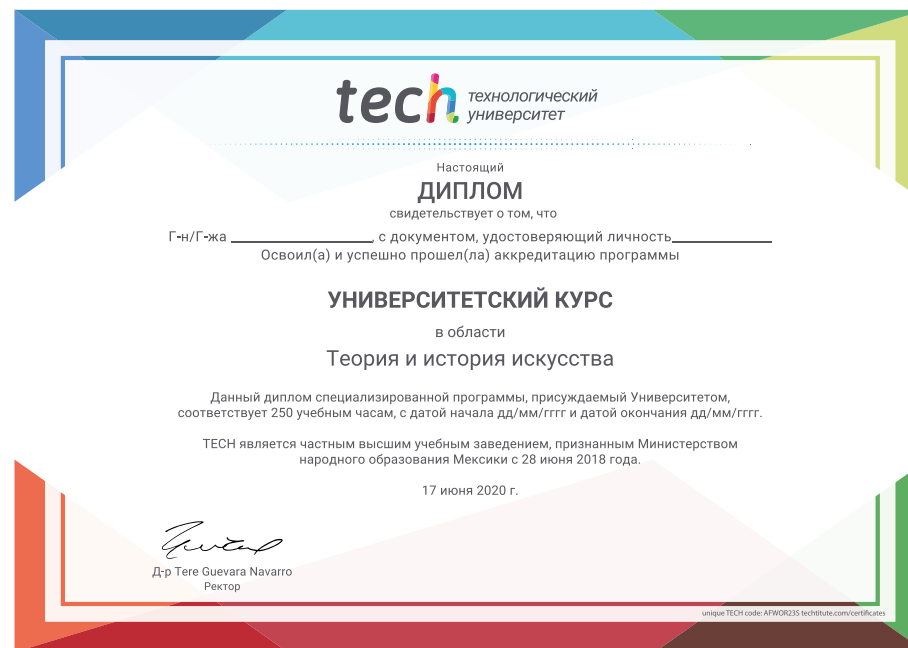 tech технологический
университет
Настоящий
ДИПЛОМ
свидетельствует о том, что
Г-н/Г-жа ____________________, с документом, удостоверяющий личность______________
Освоил(а) и успешно прошел(ла) аккредитацию программы
УНИВЕРСИТЕТСКИЙ КУРС
в области
Теория и история искусства
Данный диплом специализированной программы, присуждаемый Университетом,
соответствует 250 учебным часам, с датой начала дд/мм/гггг и датой окончания дд/мм/гггг.
TECH является частным высшим учебным заведением, признанным Министерством
народного образования Мексики с 28 июня 2018 года.
17 июня 2020 г.
Д-р Tere Guevara Navarro
Ректор
unique TECH code: AFWOR23S techtitute.com/certificates